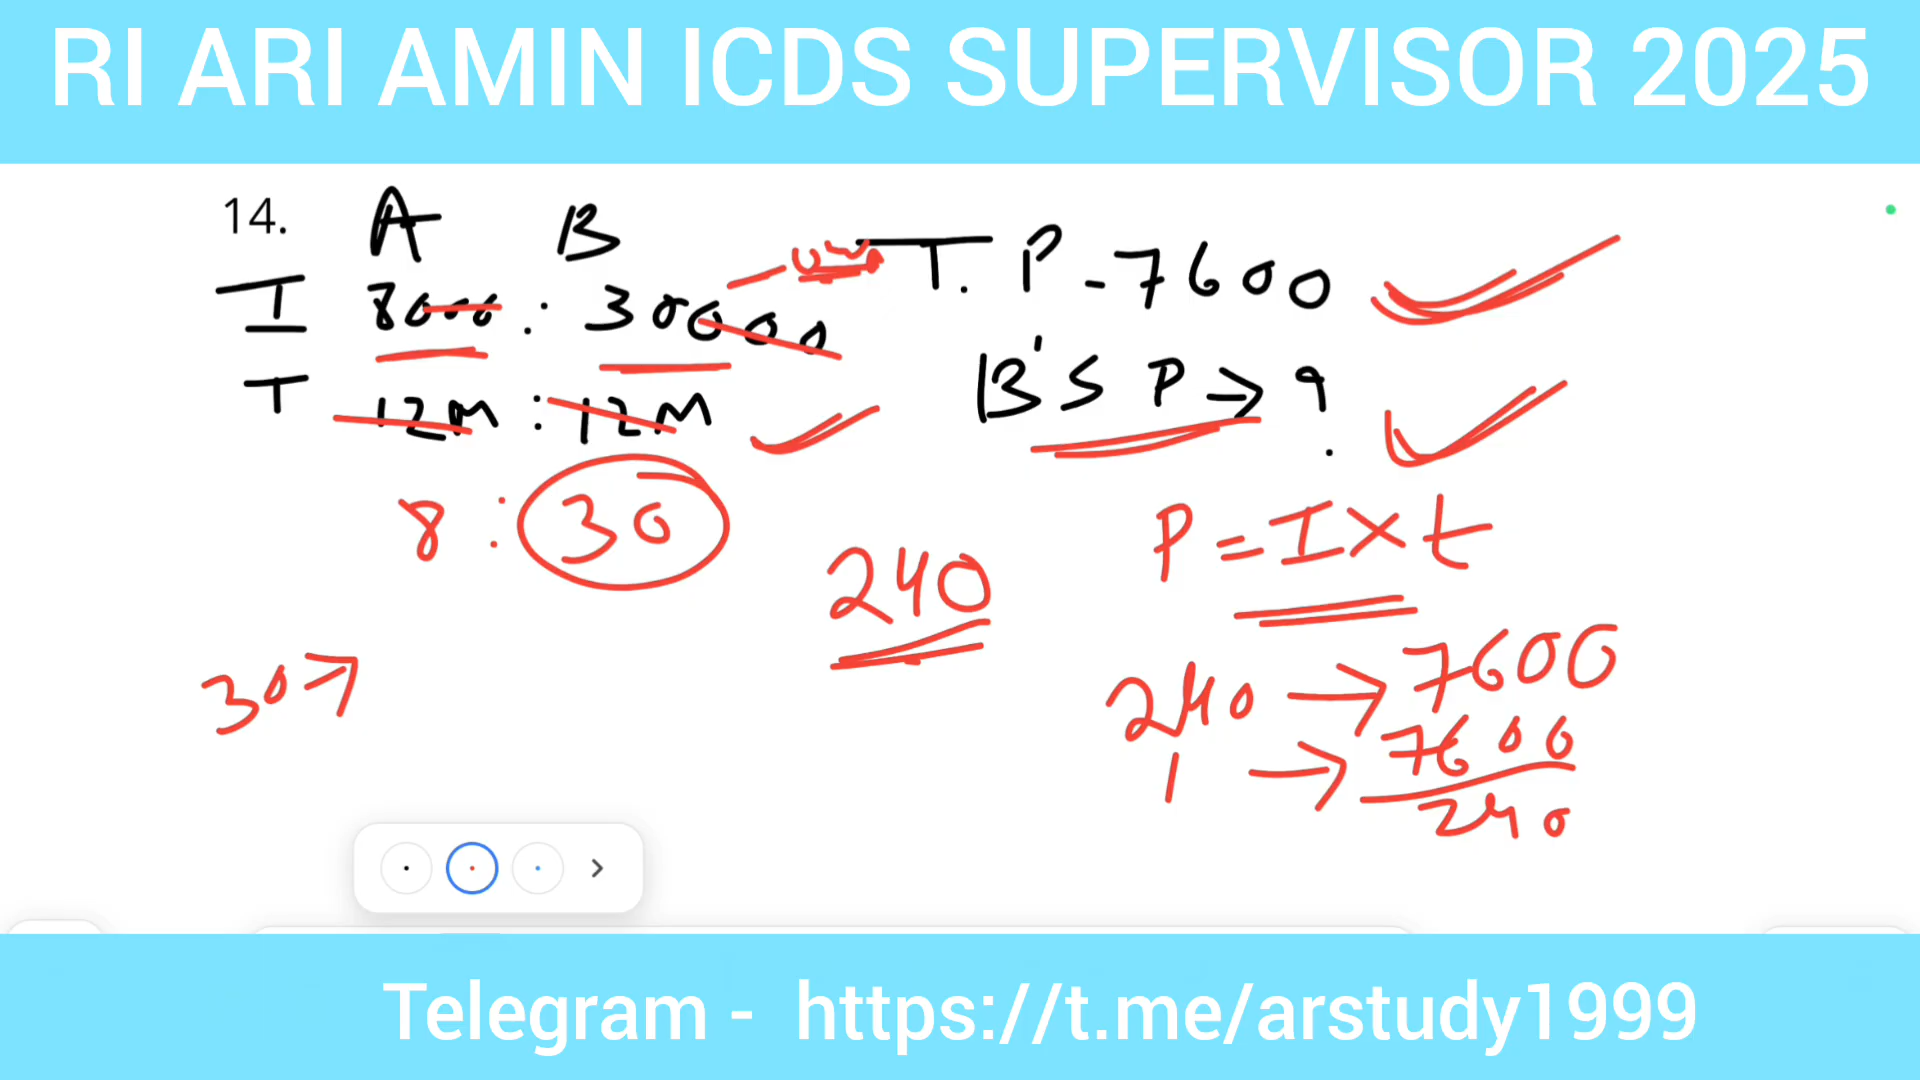 RI ARI AMIN ICDS SUPERVISOR 2025
14. A B
T. P - 7600
I 8000 : 30000
B'S P → ?
T 12M : 12M
8 : 30
P = I × t
240
240 → 7600
30 →
1 → 7600
240
Telegram - https://t.me/arstudy1999